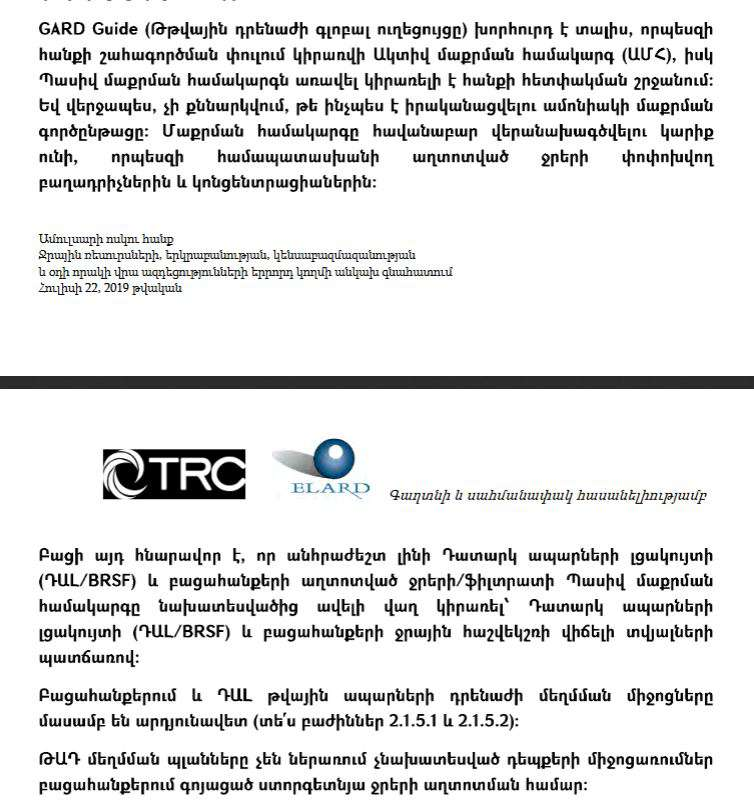 GARD Guide (Թթվային դրենաժի գլոբալ ուղեցույցը) խորհուրդ է տալիս, որպեսզի
հանքի շահագործման փուլում կիրառվի Ակտիվ մաքրման համակարգ (ԱՄՀ), իսկ
Պասիվ մաքրման համակարգն առավել կիրառելի է հանքի հետփակման շրջանում:
Եվ վերջապես, չի քննարկվում, թե ինչպես է իրականացվելու ամոնիակի մաքրման
գործընթացը: Մաքրման համակարգը հավանաբար վերանախագծվելու կարիք
ունի, որպեսզի համապատասխանի աղտոտված ջրերի փոփոխվող
բաղադրիչներին և կոնցենտրացիաներին:
Ամուլսարի ոսկու հանք
Ջրային ռեսուրսների, երկրաբանության, կենսաբազմազանության
և օդի որակի վրա ազդեցությունների երրորդ կողմի անկախ գնահատում
Հուլիսի 22, 2019 թվական
TRC
ELARD
Գաղտնի և սահմանափակ հասանելիությամբ
Բացի այդ հնարավոր է, որ անհրաժեշտ լինի Դատարկ ապարների լցակույտի
(ԴԱԼ/BRSF) և բացահանքերի աղտոտված ջրերի/ֆիլտրատի Պասիվ մաքրման
համակարգը նախատեսվածից ավելի վաղ կիրառել՝ Դատարկ ապարների
լցակույտի (ԴԱԼ/BRSF) և բացահանքերի ջրային հաշվեկշռի վիճելի տվյալների
պատճառով:
Բացահանքերում և ԴԱԼ թվային ապարների դրենաժի մեղմման միջոցները
մասամբ են արդյունավետ (տե՛ս բաժիններ 2.1.5.1 և 2.1.5.2):
ԹԱԴ մեղմման պլանները չեն ներառում չնախատեսված դեպքերի միջոցառումներ
բացահանքերում գոյացած ստորգետնյա ջրերի աղտոտման համար: